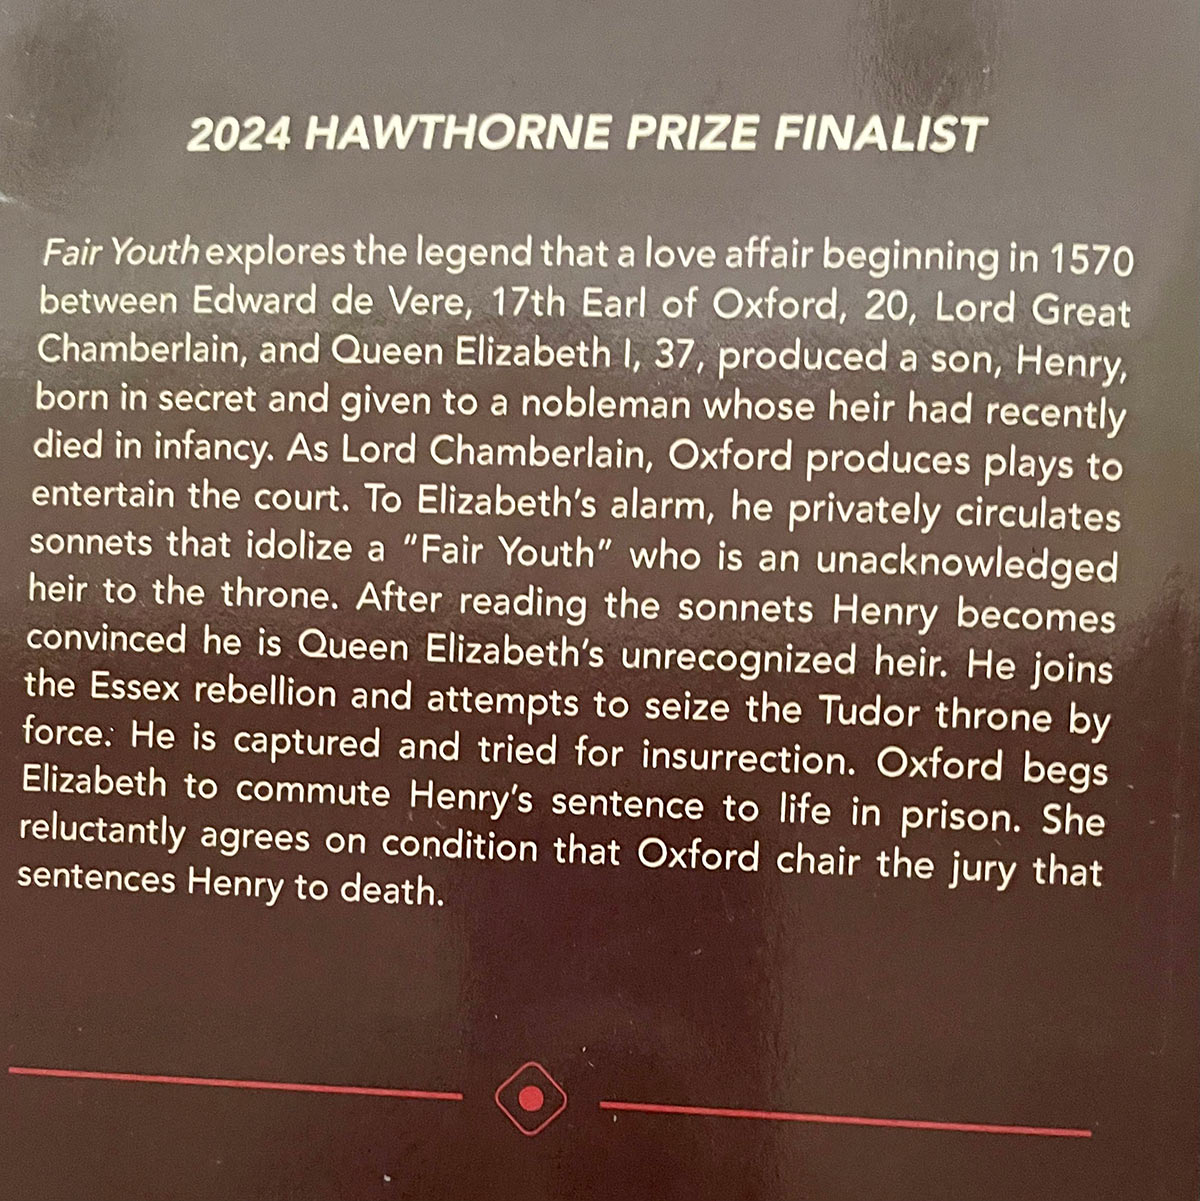 2024 HAWTHORNE PRIZE FINALIST
Fair Youth explores the legend that a love affair beginning in 1570
between Edward de Vere, 17th Earl of Oxford, 20, Lord Great
Chamberlain, and Queen Elizabeth I, 37, produced a son, Henry,
born in secret and given to a nobleman whose heir had recently
died in infancy. As Lord Chamberlain, Oxford produces plays to
entertain the court. To Elizabeth's alarm, he privately circulates
sonnets that idolize a "Fair Youth" who is an unacknowledged
heir to the throne. After reading the sonnets Henry becomes
convinced he is Queen Elizabeth's unrecognized heir. He joins
the Essex rebellion and attempts to seize the Tudor throne by
force. He is captured and tried for insurrection. Oxford begs
Elizabeth to commute Henry's sentence to life in prison. She
reluctantly agrees on condition that Oxford chair the jury that
sentences Henry to death.